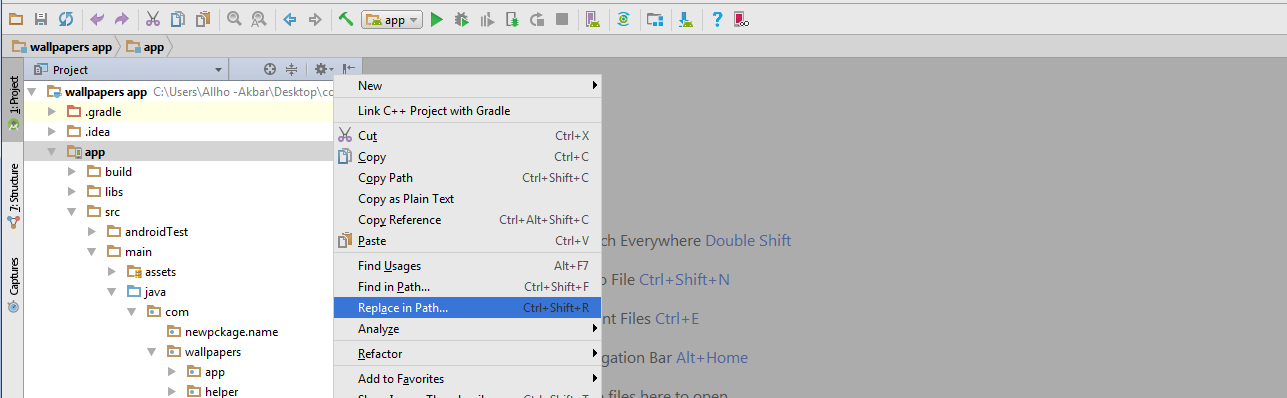 app
wallpapers app
app
Project
1: Project
wallpapers app C:\Users\Allho -Akbar\Desktop\co
.gradle
.idea
app
build
libs
src
androidTest
main
assets
java
com
newpckage.name
wallpapers
app
helper
7: Structure
Captures
New
Link C++ Project with Gradle
Cut Ctrl+X
Copy Ctrl+C
Copy Path Ctrl+Shift+C
Copy as Plain Text
Copy Reference Ctrl+Alt+Shift+C
Paste Ctrl+V
Find Usages Alt+F7
Find in Path... Ctrl+Shift+F
Replace in Path... Ctrl+Shift+R
Analyze
Refactor
Add to Favorites
ch Everywhere Double Shift
o File Ctrl+Shift+N
nt Files Ctrl+E
gation Bar Alt+Home
files here to open